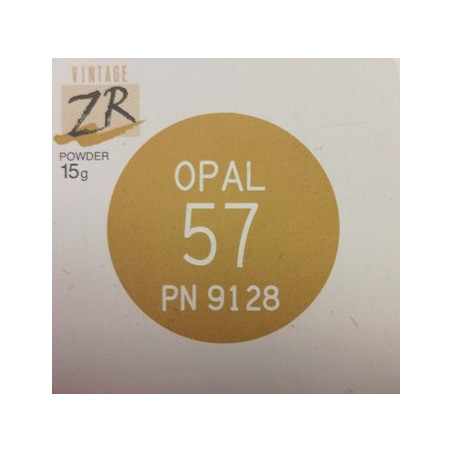 VINTAGE
ZR
POWDER
15g
OPAL
57
PN 9128